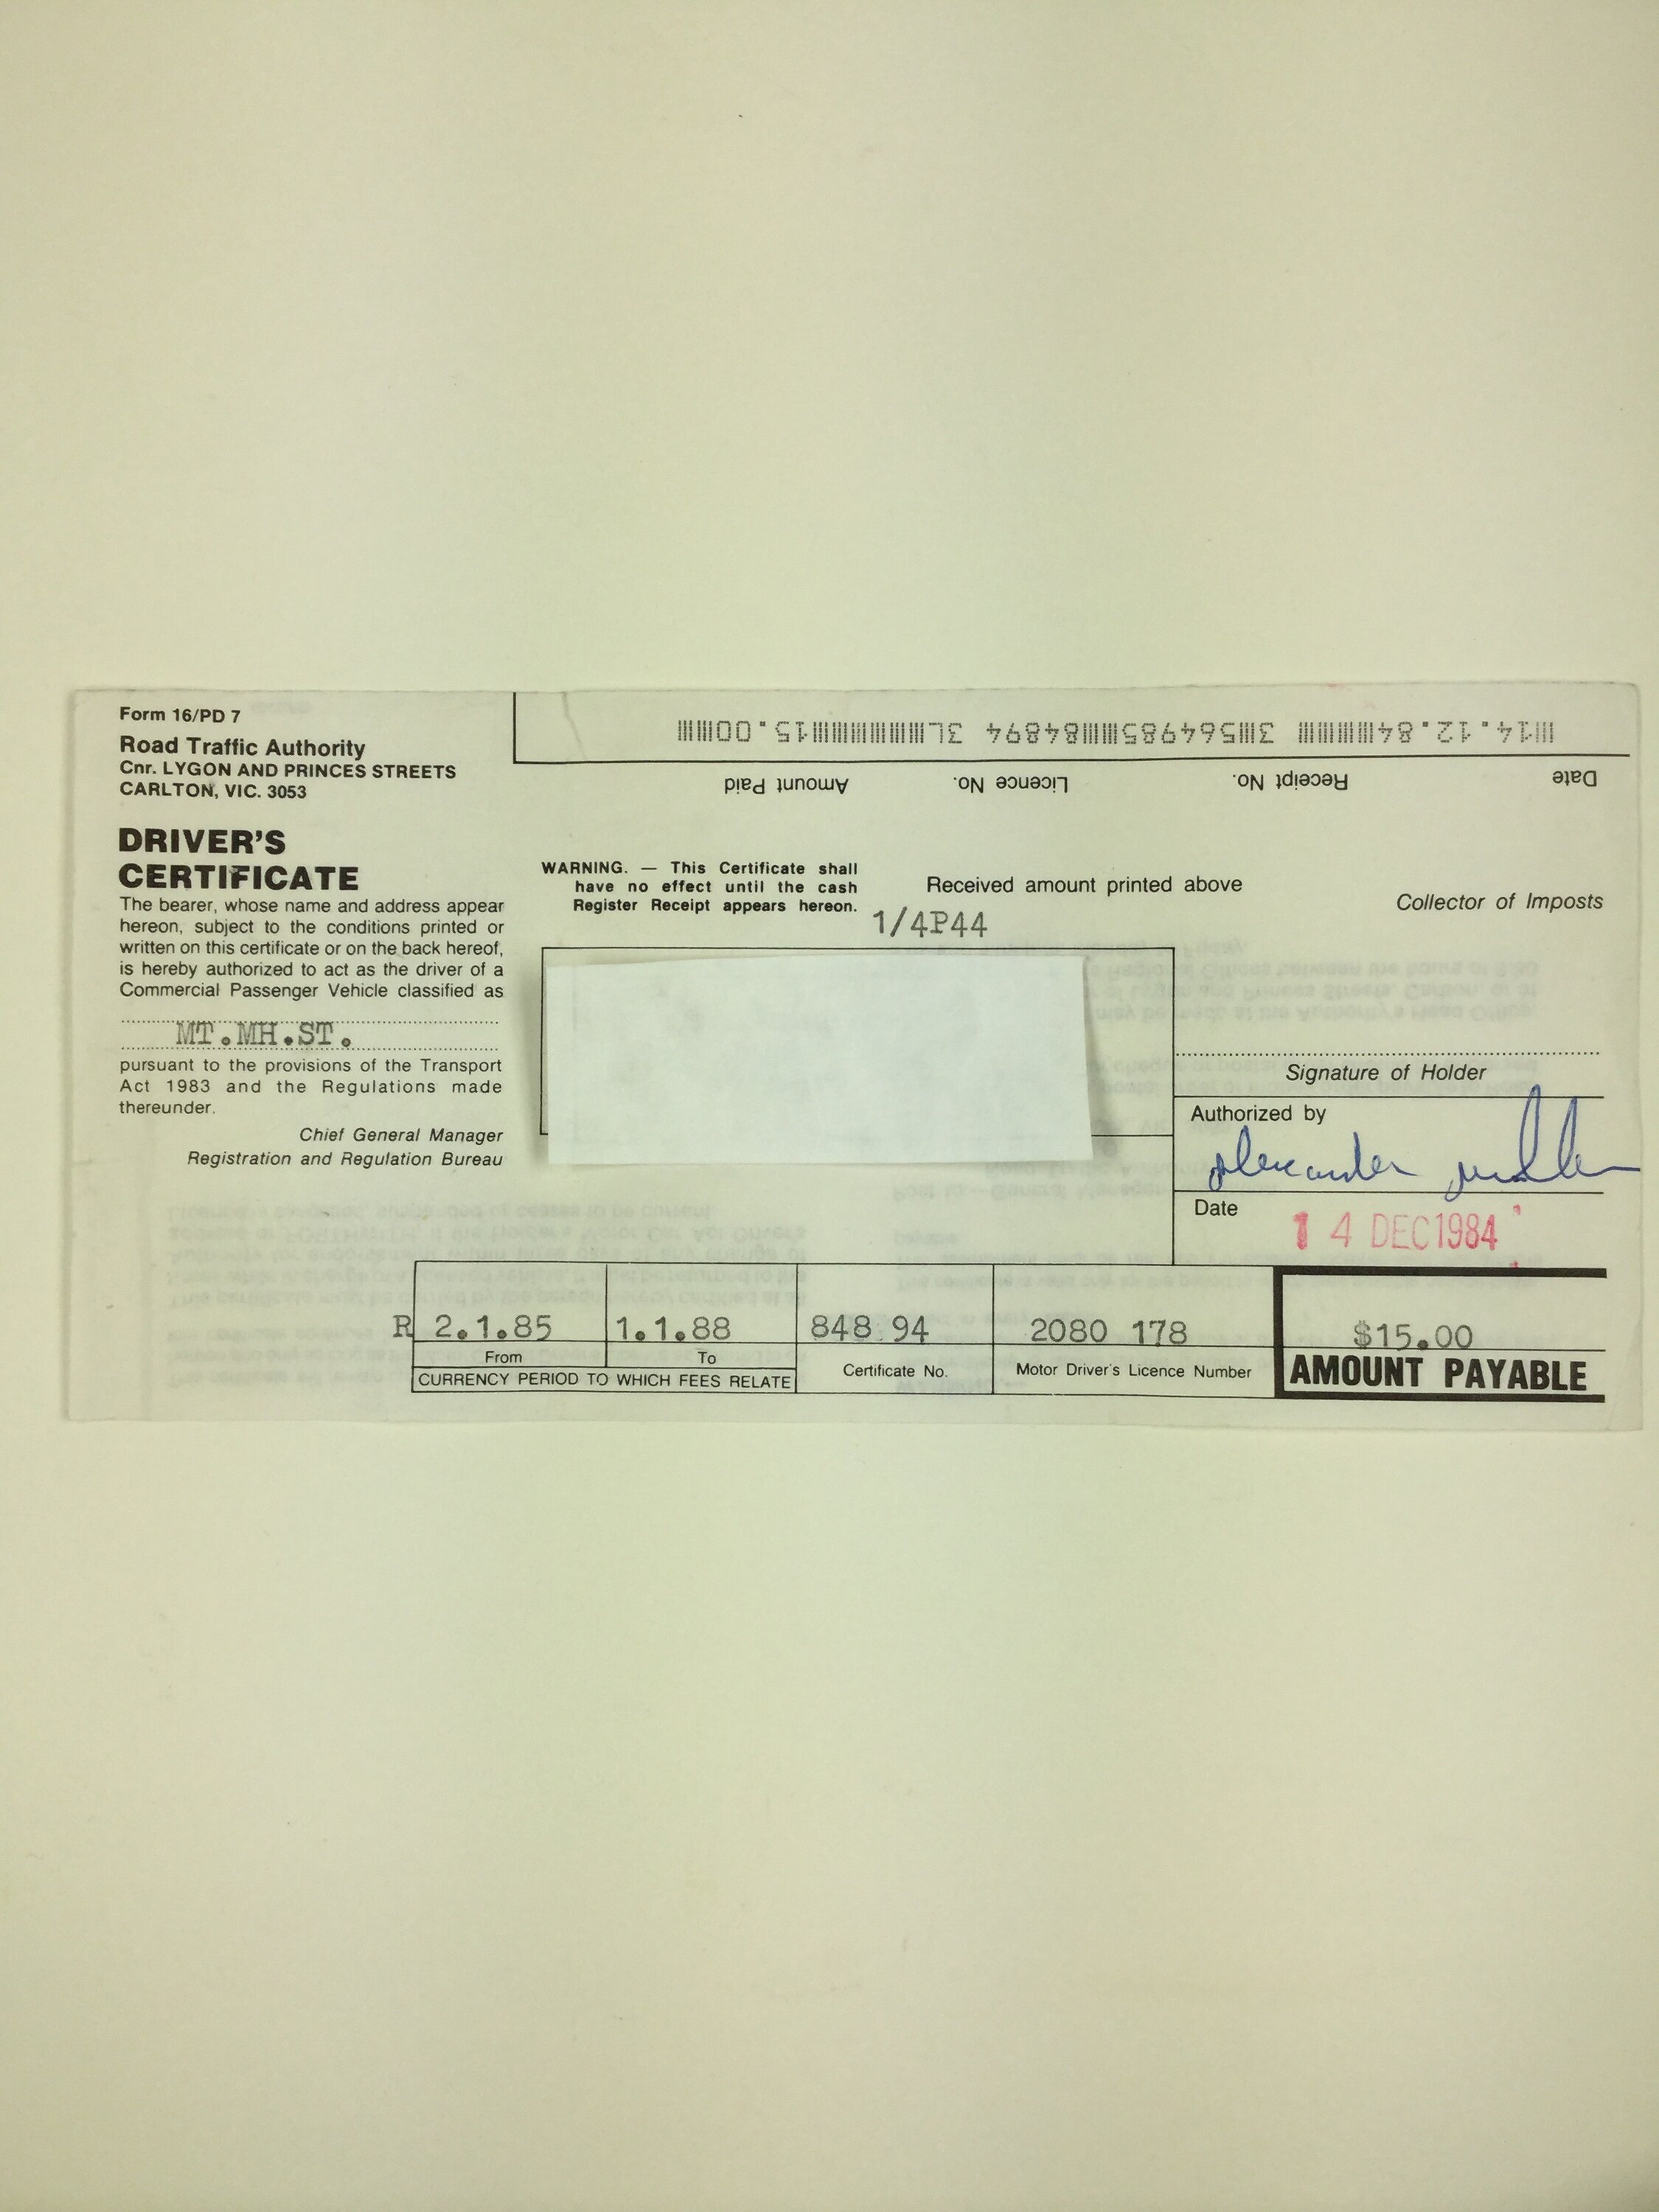 Form 16/PD 7
Road Traffic Authority
Cnr. LYGON AND PRINCES STREETS
CARLTON, VIC. 3053
DRIVER'S
CERTIFICATE
The bearer, whose name and address appear
hereon, subject to the conditions printed or
written on this certificate or on the back hereof,
is hereby authorized to act as the driver of a
Commercial Passenger Vehicle classified as
MT.MH.ST.
pursuant to the provisions of the Transport
Act 1983 and the Regulations made
thereunder.
Chief General Manager
Registration and Regulation Bureau
14.12.84 3 564985 84894 3L 15.00
Date Receipt No. Licence No. Amount Paid
WARNING. — This Certificate shall
have no effect until the cash
Register Receipt appears hereon.
Received amount printed above
Collector of Imposts
1/4P44
Signature of Holder
Authorized by
Alexander
Date
14 DEC 1984
R 2.1.85 1.1.88 848 94 2080 178 $15.00
From To Certificate No. Motor Driver's Licence Number AMOUNT PAYABLE
CURRENCY PERIOD TO WHICH FEES RELATE